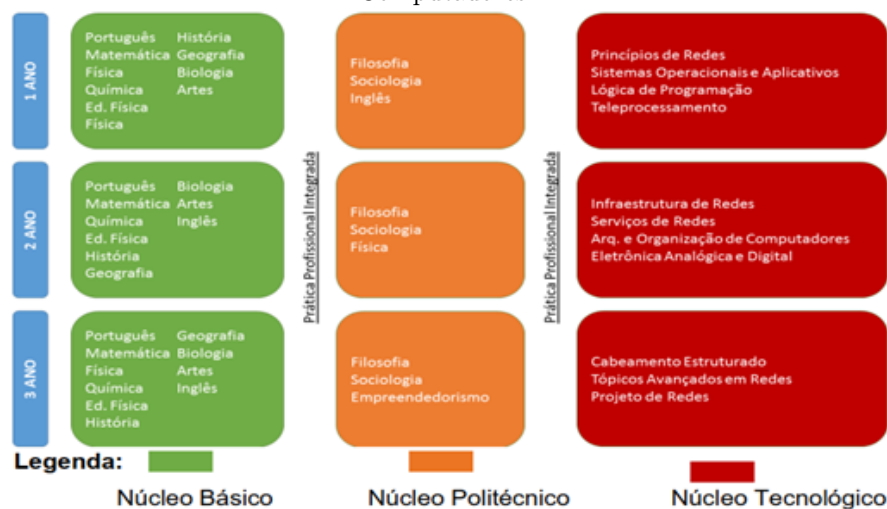 1 ANO
Português História
Matemática Geografia
Física Biologia
Química Artes
Ed. Física
Física
Filosofia
Sociologia
Inglês
Princípios de Redes
Sistemas Operacionais e Aplicativos
Lógica de Programação
Teleprocessamento
2 ANO
Português Biologia
Matemática Artes
Química Inglês
Ed. Física
História
Geografia
Prática Profissional Integrada
Filosofia
Sociologia
Física
Prática Profissional Integrada
Infraestrutura de Redes
Serviços de Redes
Arq. e Organização de Computadores
Eletrônica Analógica e Digital
3 ANO
Português Geografia
Matemática Biologia
Física Artes
Química Inglês
Ed. Física
História
Filosofia
Sociologia
Empreendedorismo
Cabeamento Estruturado
Tópicos Avançados em Redes
Projeto de Redes
Legenda:
Núcleo Básico
Núcleo Politécnico
Núcleo Tecnológico